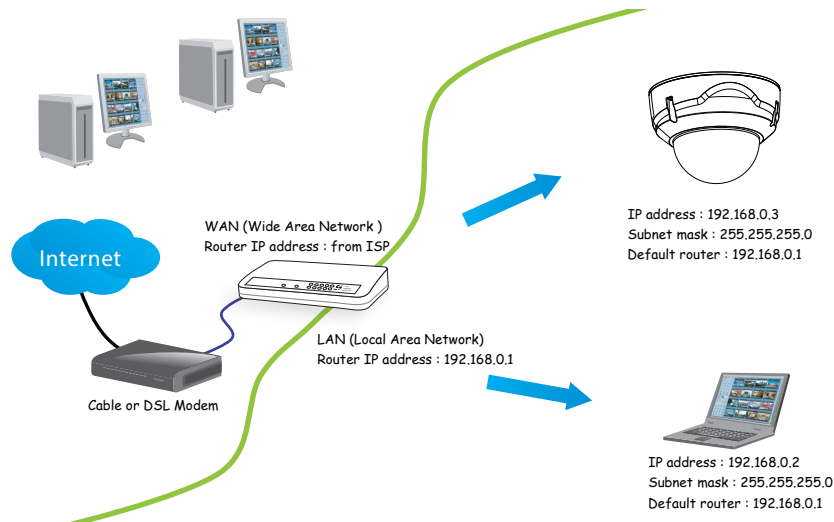 WAN (Wide Area Network )
Router IP address : from ISP
Internet
LAN (Local Area Network)
Router IP address : 192.168.0.1
Cable or DSL Modem
IP address : 192.168.0.3
Subnet mask : 255.255.255.0
Default router : 192.168.0.1
IP address : 192.168.0.2
Subnet mask : 255.255.255.0
Default router : 192.168.0.1